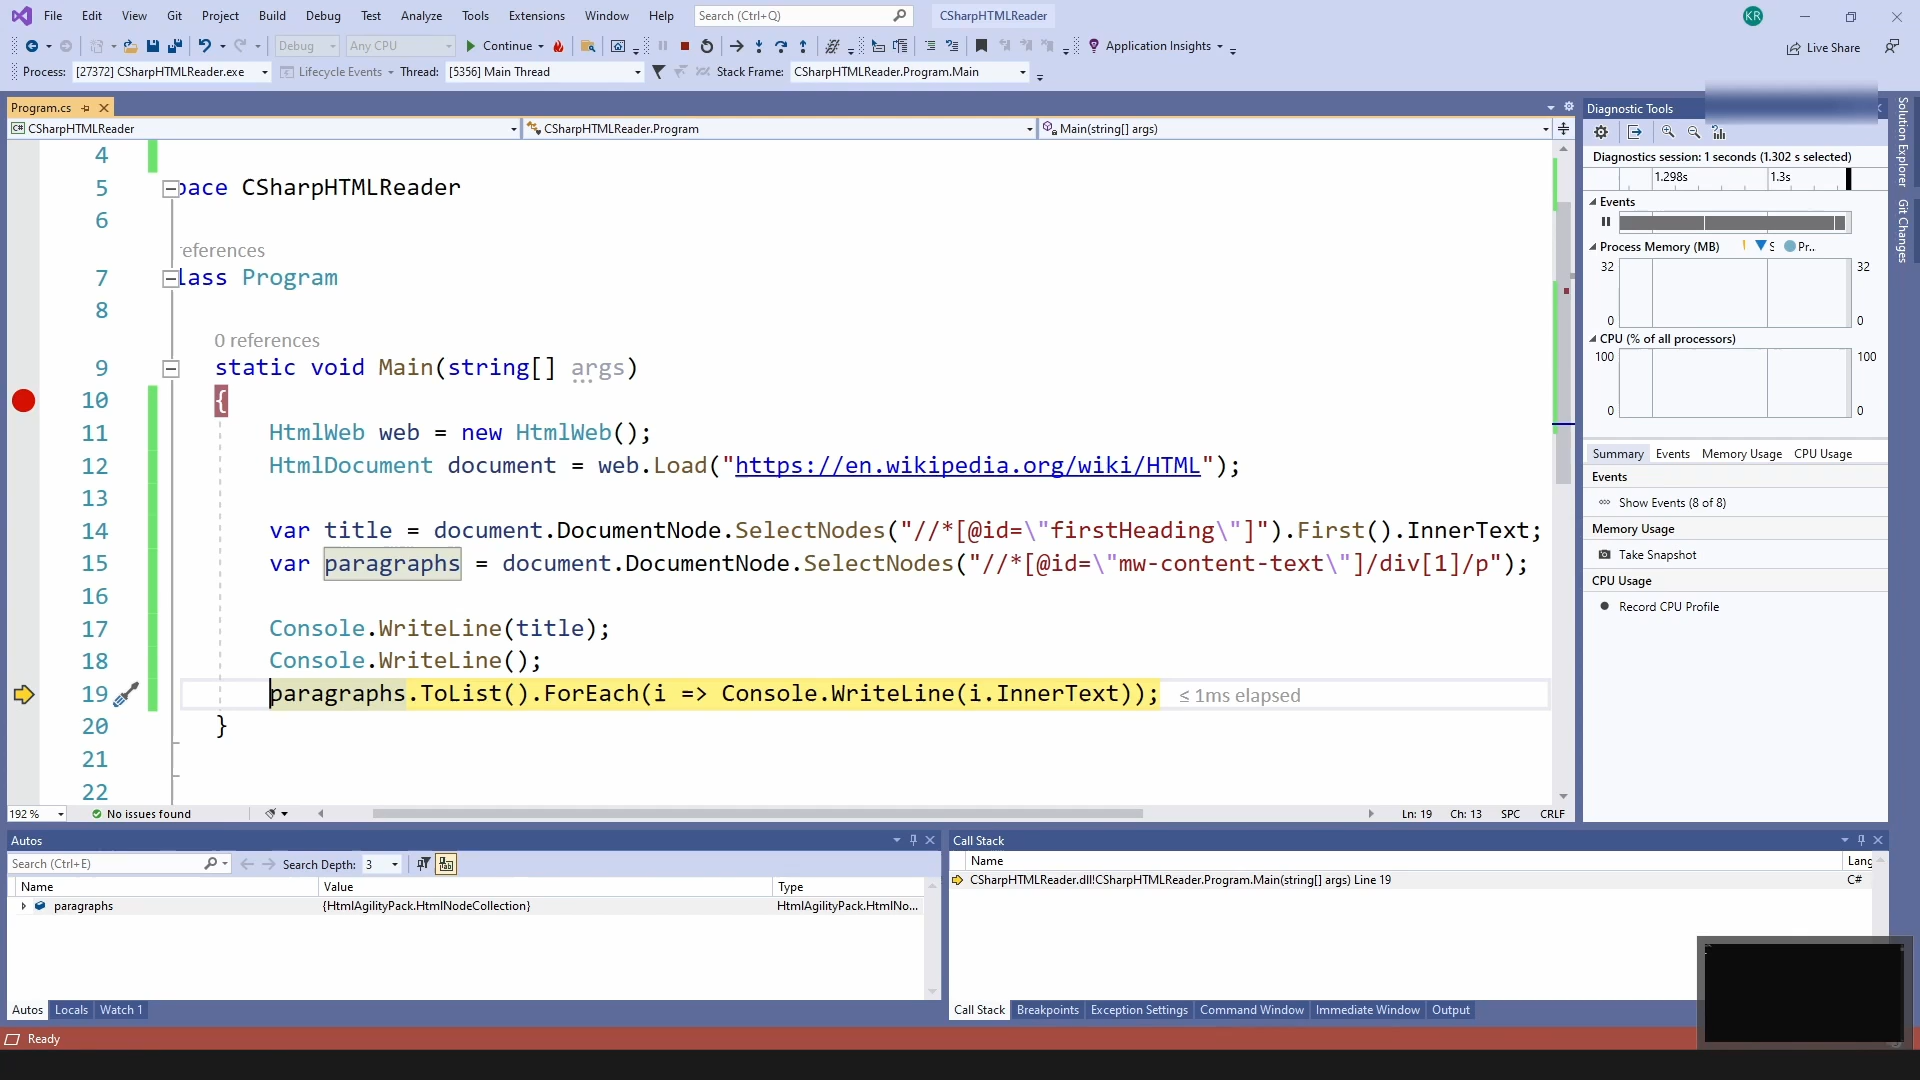 File Edit View Git Project Build Debug Test Analyze Tools Extensions Window Help Search (Ctrl+Q) CSharpHTMLReader KR
Debug Any CPU Continue Application Insights Live Share
Process: [27372] CSharpHTMLReader.exe Lifecycle Events Thread: [5356] Main Thread Stack Frame: CSharpHTMLReader.Program.Main
Program.cs
C# CSharpHTMLReader CSharpHTMLReader.Program Main(string[] args)
4
5 pace CSharpHTMLReader
6
references
7 lass Program
8
0 references
9 static void Main(string[] args)
10 {
11 HtmlWeb web = new HtmlWeb();
12 HtmlDocument document = web.Load("https://en.wikipedia.org/wiki/HTML");
13
14 var title = document.DocumentNode.SelectNodes("//*[@id=\"firstHeading\"]").First().InnerText;
15 var paragraphs = document.DocumentNode.SelectNodes("//*[@id=\"mw-content-text\"]/div[1]/p");
16
17 Console.WriteLine(title);
18 Console.WriteLine();
19 paragraphs.ToList().ForEach(i => Console.WriteLine(i.InnerText)); ≤ 1ms elapsed
20 }
21
22
192 % No issues found Ln: 19 Ch: 13 SPC CRLF
Diagnostic Tools
Diagnostics session: 1 seconds (1.302 s selected)
1.298s 1.3s
Events
Process Memory (MB) S Pr..
32 32
0 0
CPU (% of all processors)
100 100
0 0
Summary Events Memory Usage CPU Usage
Events
Show Events (8 of 8)
Memory Usage
Take Snapshot
CPU Usage
Record CPU Profile
Solution Explorer
Git Changes
Autos
Search (Ctrl+E) Search Depth: 3
Name Value Type
paragraphs {HtmlAgilityPack.HtmlNodeCollection} HtmlAgilityPack.HtmlNo...
Autos Locals Watch 1
Call Stack
Name Lang
CSharpHTMLReader.dll!CSharpHTMLReader.Program.Main(string[] args) Line 19 C#
Call Stack Breakpoints Exception Settings Command Window Immediate Window Output
Ready